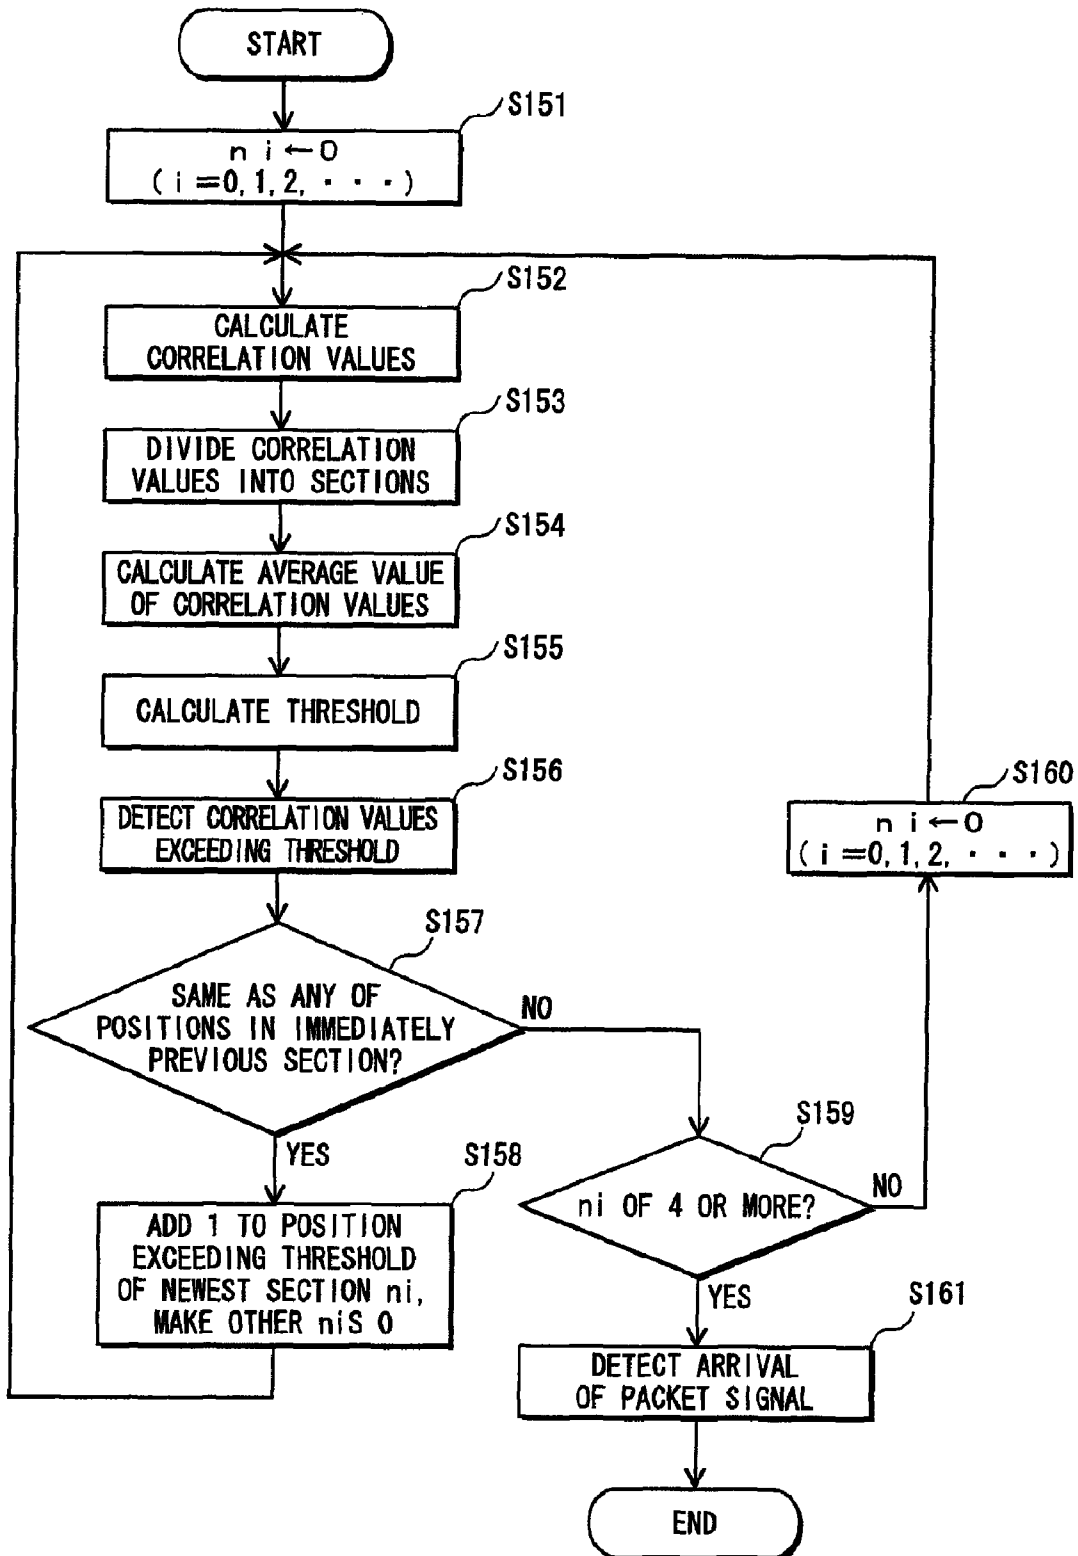 START
S151
n i ← 0
( i =0, 1, 2, ・・・)
S152
CALCULATE
CORRELATION VALUES
S153
DIVIDE CORRELATION
VALUES INTO SECTIONS
S154
CALCULATE AVERAGE VALUE
OF CORRELATION VALUES
S155
CALCULATE THRESHOLD
S156
DETECT CORRELATION VALUES
EXCEEDING THRESHOLD
S160
n i ← 0
( i =0, 1, 2, ・・・)
S157
SAME AS ANY OF
POSITIONS IN IMMEDIATELY
PREVIOUS SECTION?
NO
YES
S158
ADD 1 TO POSITION
EXCEEDING THRESHOLD
OF NEWEST SECTION ni,
MAKE OTHER niS 0
S159
ni OF 4 OR MORE?
NO
YES
S161
DETECT ARRIVAL
OF PACKET SIGNAL
END